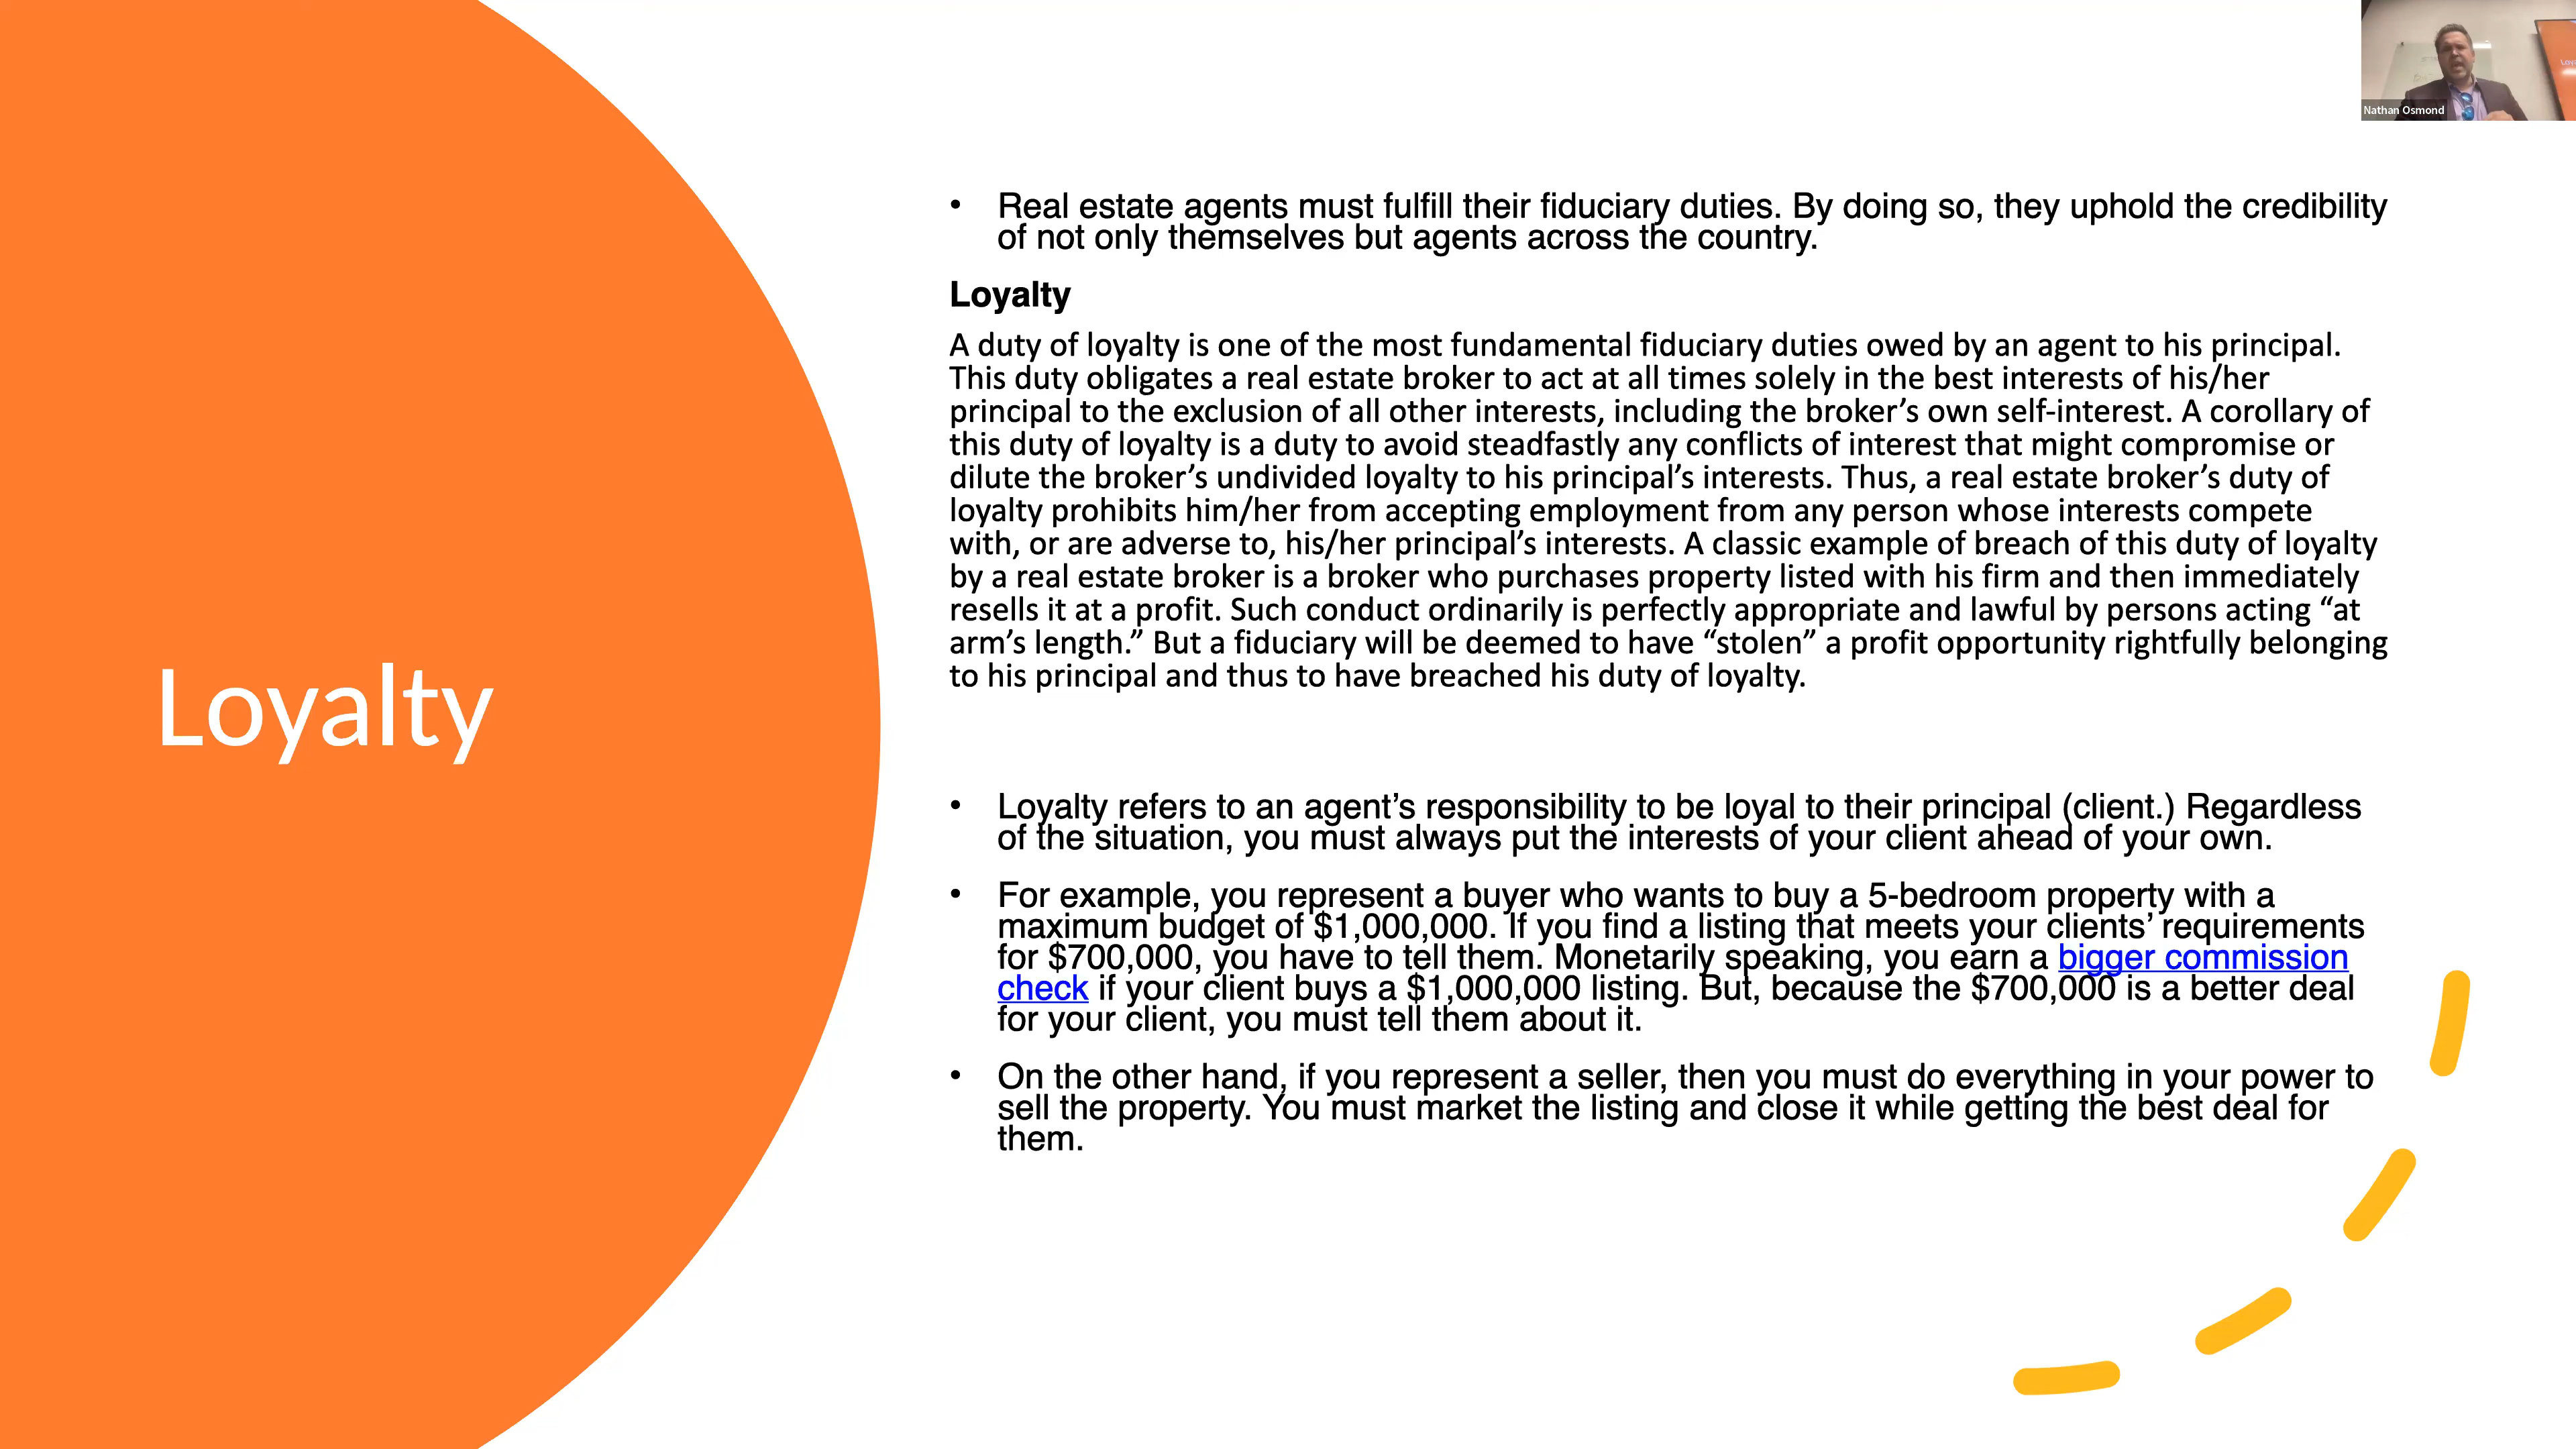 Nathan Osmond
Loyalty
• Real estate agents must fulfill their fiduciary duties. By doing so, they uphold the credibility
of not only themselves but agents across the country.
Loyalty
A duty of loyalty is one of the most fundamental fiduciary duties owed by an agent to his principal.
This duty obligates a real estate broker to act at all times solely in the best interests of his/her
principal to the exclusion of all other interests, including the broker’s own self-interest. A corollary of
this duty of loyalty is a duty to avoid steadfastly any conflicts of interest that might compromise or
dilute the broker’s undivided loyalty to his principal’s interests. Thus, a real estate broker’s duty of
loyalty prohibits him/her from accepting employment from any person whose interests compete
with, or are adverse to, his/her principal’s interests. A classic example of breach of this duty of loyalty
by a real estate broker is a broker who purchases property listed with his firm and then immediately
resells it at a profit. Such conduct ordinarily is perfectly appropriate and lawful by persons acting “at
arm’s length.” But a fiduciary will be deemed to have “stolen” a profit opportunity rightfully belonging
to his principal and thus to have breached his duty of loyalty.
• Loyalty refers to an agent’s responsibility to be loyal to their principal (client.) Regardless
of the situation, you must always put the interests of your client ahead of your own.
• For example, you represent a buyer who wants to buy a 5-bedroom property with a
maximum budget of $1,000,000. If you find a listing that meets your clients’ requirements
for $700,000, you have to tell them. Monetarily speaking, you earn a bigger commission
check if your client buys a $1,000,000 listing. But, because the $700,000 is a better deal
for your client, you must tell them about it.
• On the other hand, if you represent a seller, then you must do everything in your power to
sell the property. You must market the listing and close it while getting the best deal for
them.